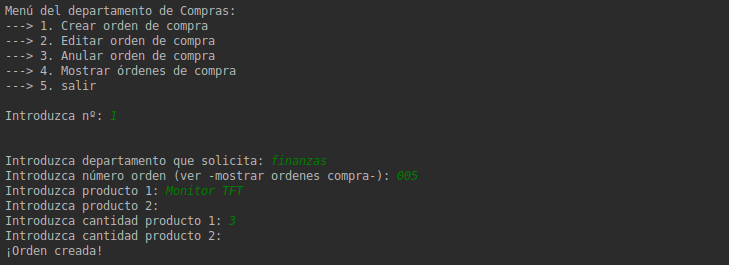 Menú del departamento de Compras:
---> 1. Crear orden de compra
---> 2. Editar orden de compra
---> 3. Anular orden de compra
---> 4. Mostrar órdenes de compra
---> 5. salir
Introduzca nº: 1
Introduzca departamento que solicita: finanzas
Introduzca número orden (ver -mostrar ordenes compra-): 005
Introduzca producto 1: Monitor TFT
Introduzca producto 2:
Introduzca cantidad producto 1: 3
Introduzca cantidad producto 2:
¡Orden creada!